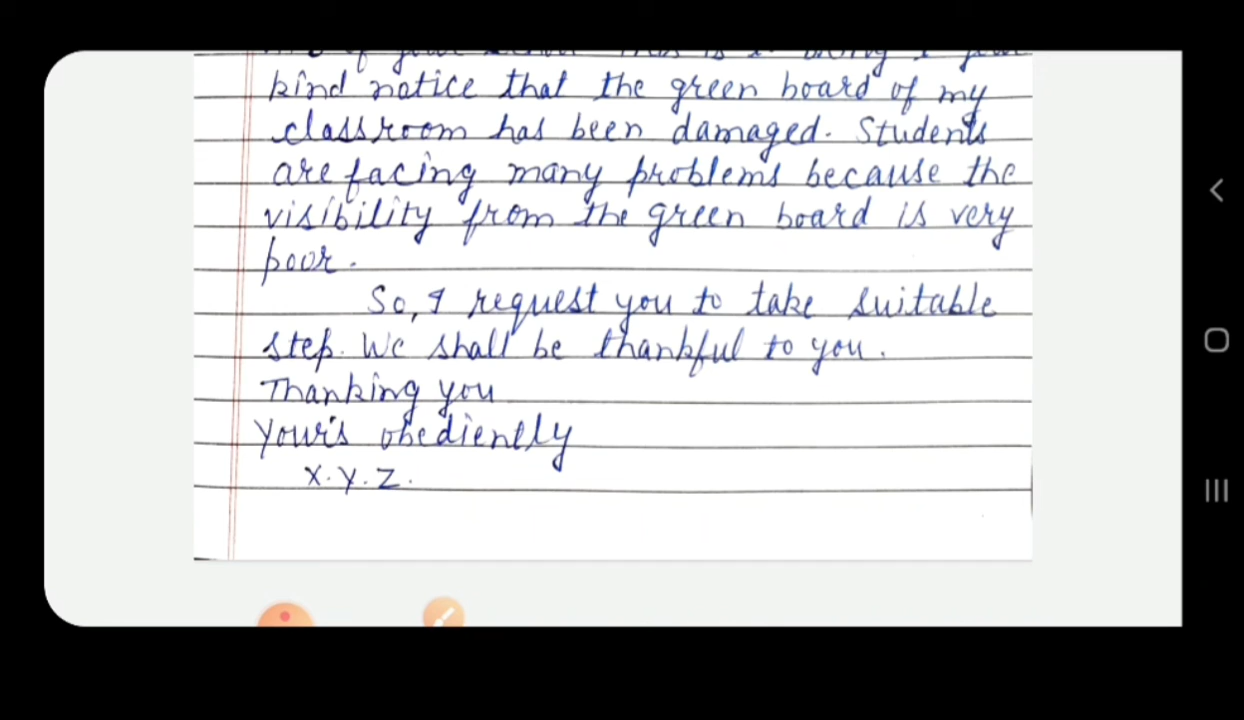 kind notice that the green board of my
classroom has been damaged. Students
are facing many problems because the
visibility from the green board is very
poor.
So, I request you to take suitable
step. We shall be thankful to you.
Thanking you
Your's obediently
X.Y.Z.